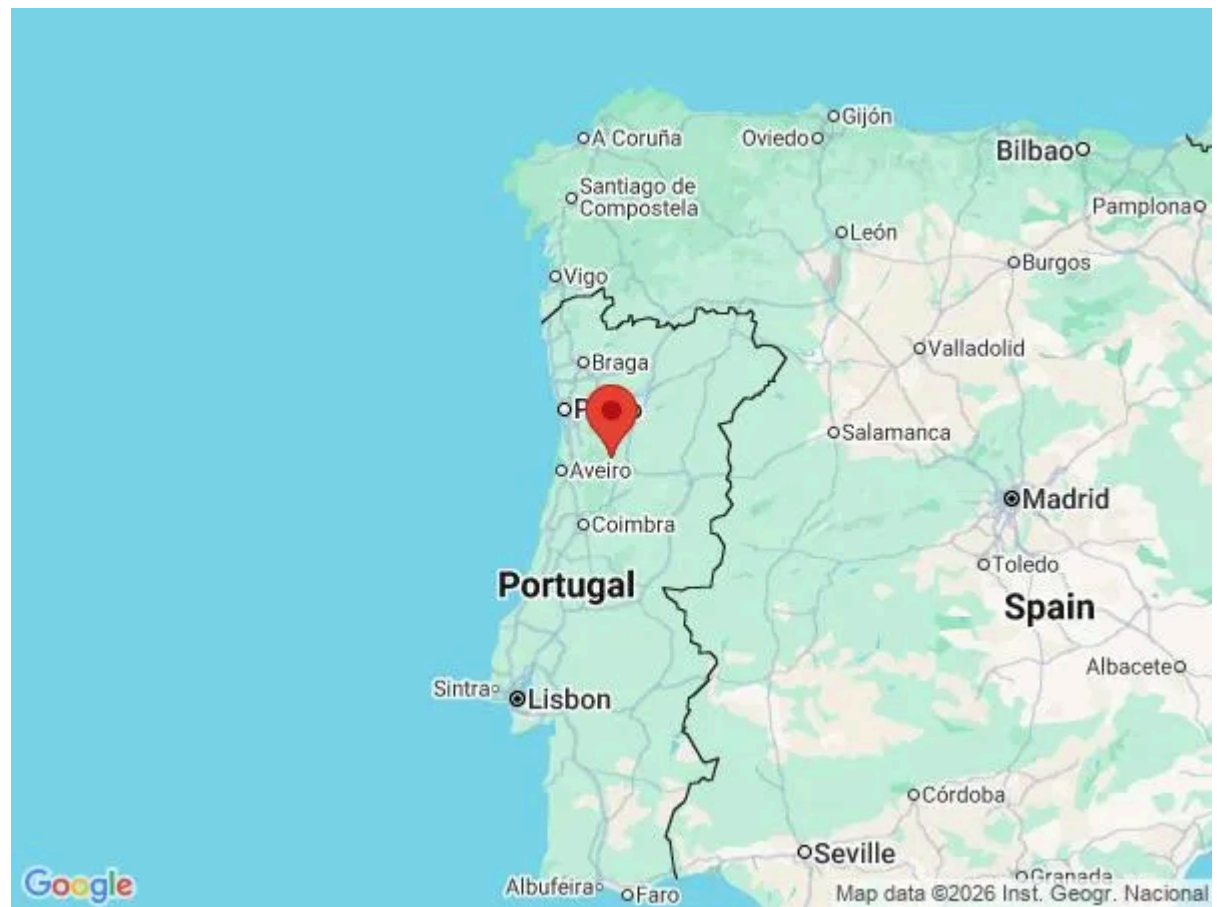 Gijón
A Coruña
Oviedo
Bilbao
Santiago de
Compostela
Pamplona
León
Burgos
Vigo
Valladolid
Braga
Salamanca
Aveiro
Madrid
Coimbra
Toledo
Portugal
Spain
Albacete
Sintra
Lisbon
Córdoba
Seville
Granada
Albufeira
Faro
Google
Map data ©2026 Inst. Geogr. Nacional